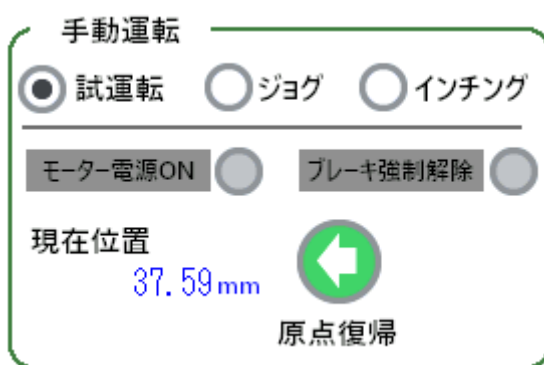 手動運転
試運転 ジョグ インチング
モーター電源ON ブレーキ強制解除
現在位置
37.59mm
原点復帰